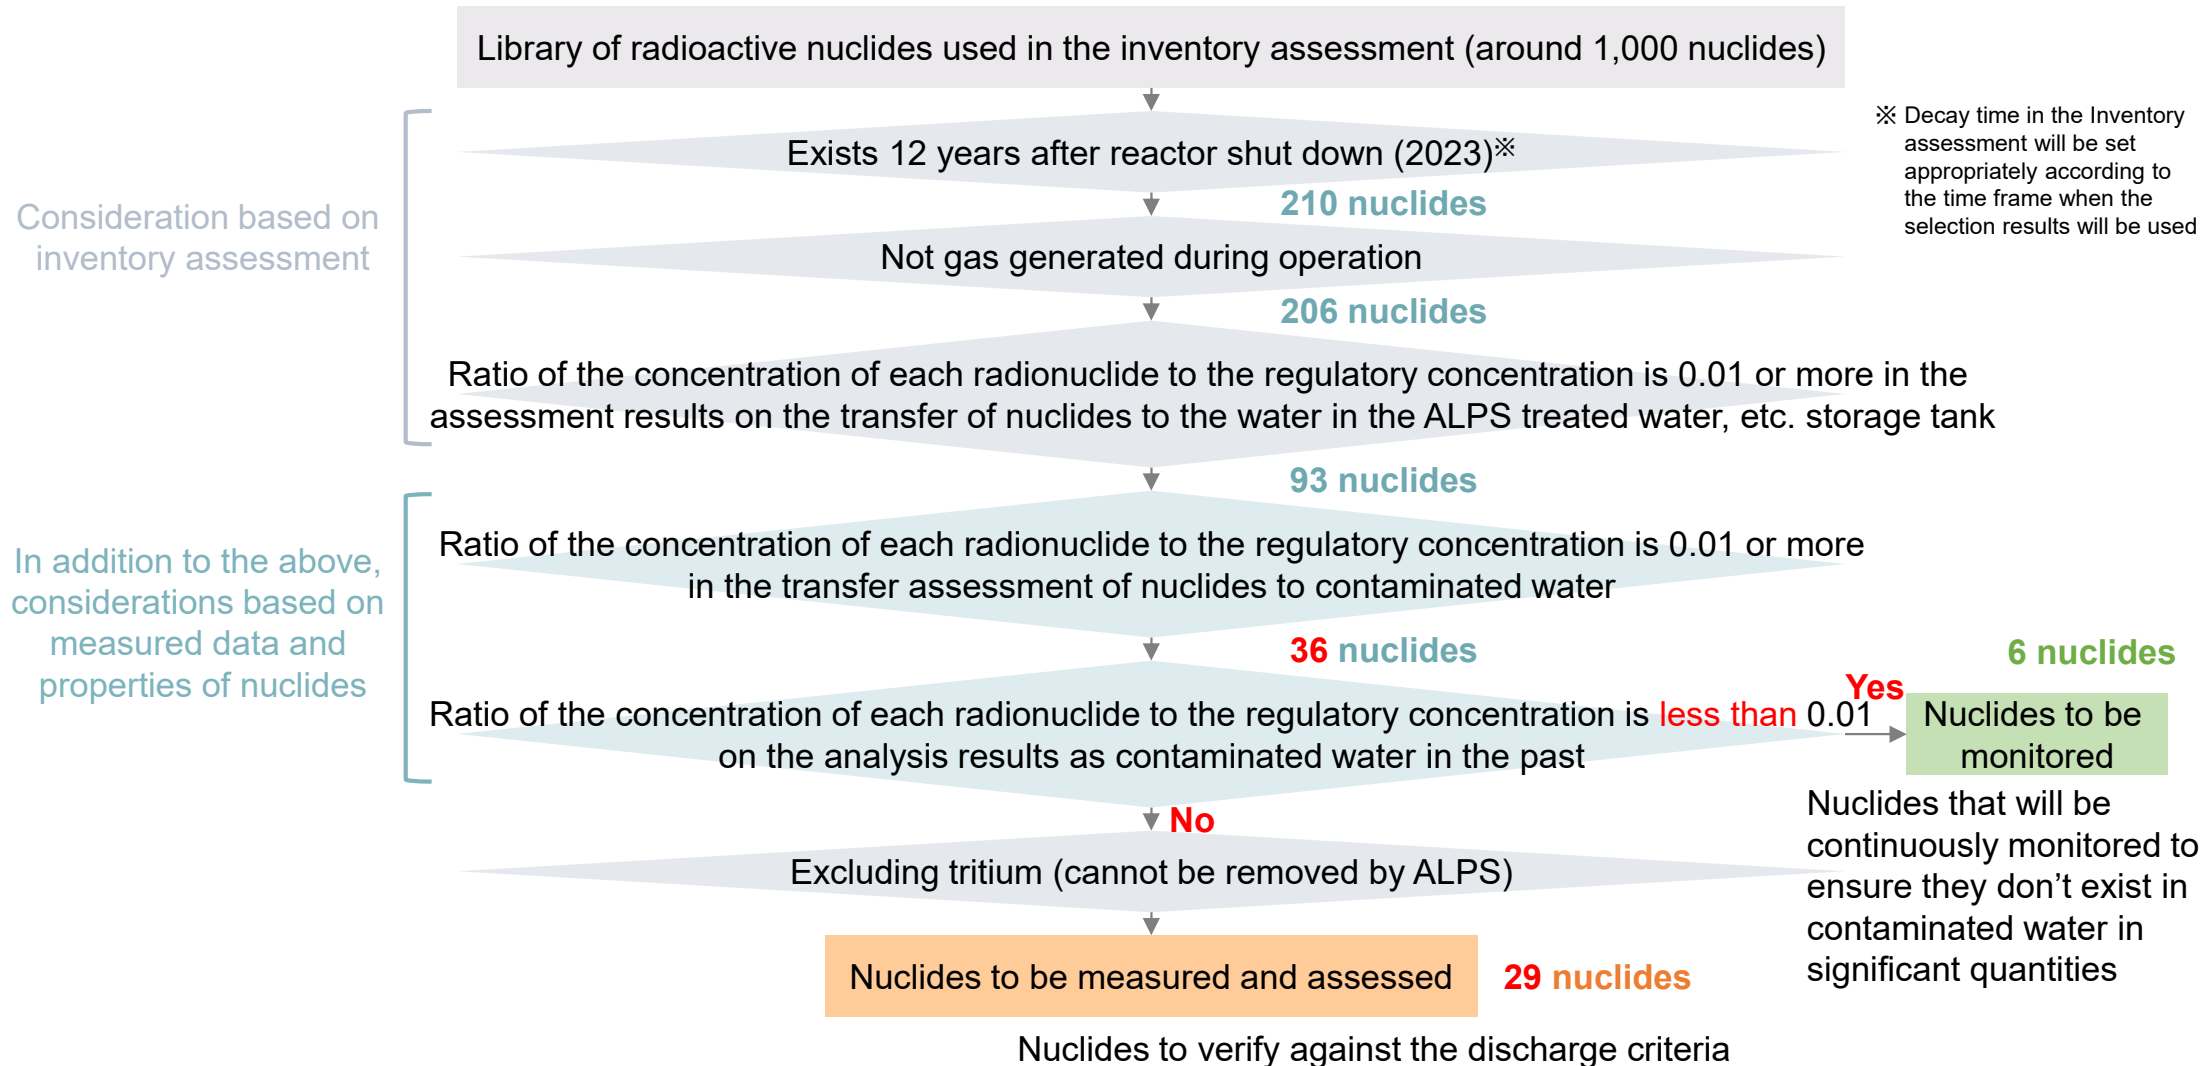 Library of radioactive nuclides used in the inventory assessment (around 1,000 nuclides)
Exists 12 years after reactor shut down (2023)※
※ Decay time in the Inventory
assessment will be set
appropriately according to
the time frame when the
selection results will be used
210 nuclides
Consideration based on
inventory assessment
Not gas generated during operation
206 nuclides
Ratio of the concentration of each radionuclide to the regulatory concentration is 0.01 or more in the
assessment results on the transfer of nuclides to the water in the ALPS treated water, etc. storage tank
93 nuclides
In addition to the above,
considerations based on
measured data and
properties of nuclides
Ratio of the concentration of each radionuclide to the regulatory concentration is 0.01 or more
in the transfer assessment of nuclides to contaminated water
36 nuclides
Ratio of the concentration of each radionuclide to the regulatory concentration is less than 0.01
on the analysis results as contaminated water in the past
Yes
6 nuclides
Nuclides to be
monitored
Nuclides that will be
continuously monitored to
ensure they don’t exist in
contaminated water in
significant quantities
No
Excluding tritium (cannot be removed by ALPS)
Nuclides to be measured and assessed
29 nuclides
Nuclides to verify against the discharge criteria